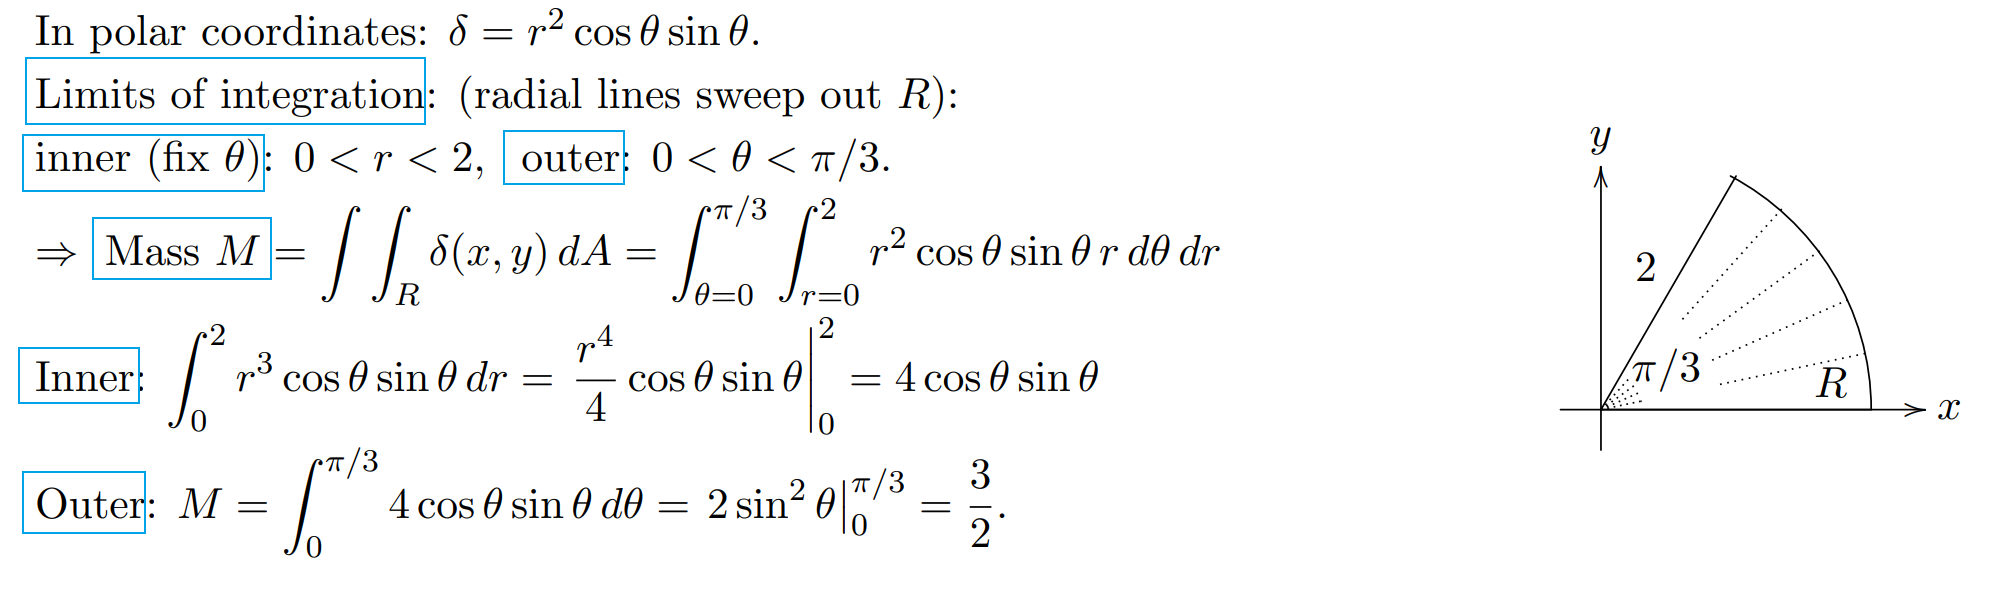 In polar coordinates: δ = r² cos θ sin θ.
Limits of integration: (radial lines sweep out R):
inner (fix θ): 0 < r < 2, outer: 0 < θ < π/3.
⇒ Mass M = ∫∫_R δ(x, y) dA = ∫_{θ=0}^{π/3} ∫_{r=0}^{2} r² cos θ sin θ r dθ dr
Inner: ∫_0^2 r³ cos θ sin θ dr = r⁴/4 cos θ sin θ|_0^2 = 4 cos θ sin θ
Outer: M = ∫_0^{π/3} 4 cos θ sin θ dθ = 2 sin² θ|_0^{π/3} = 3/2.
y
2
π/3
R
x